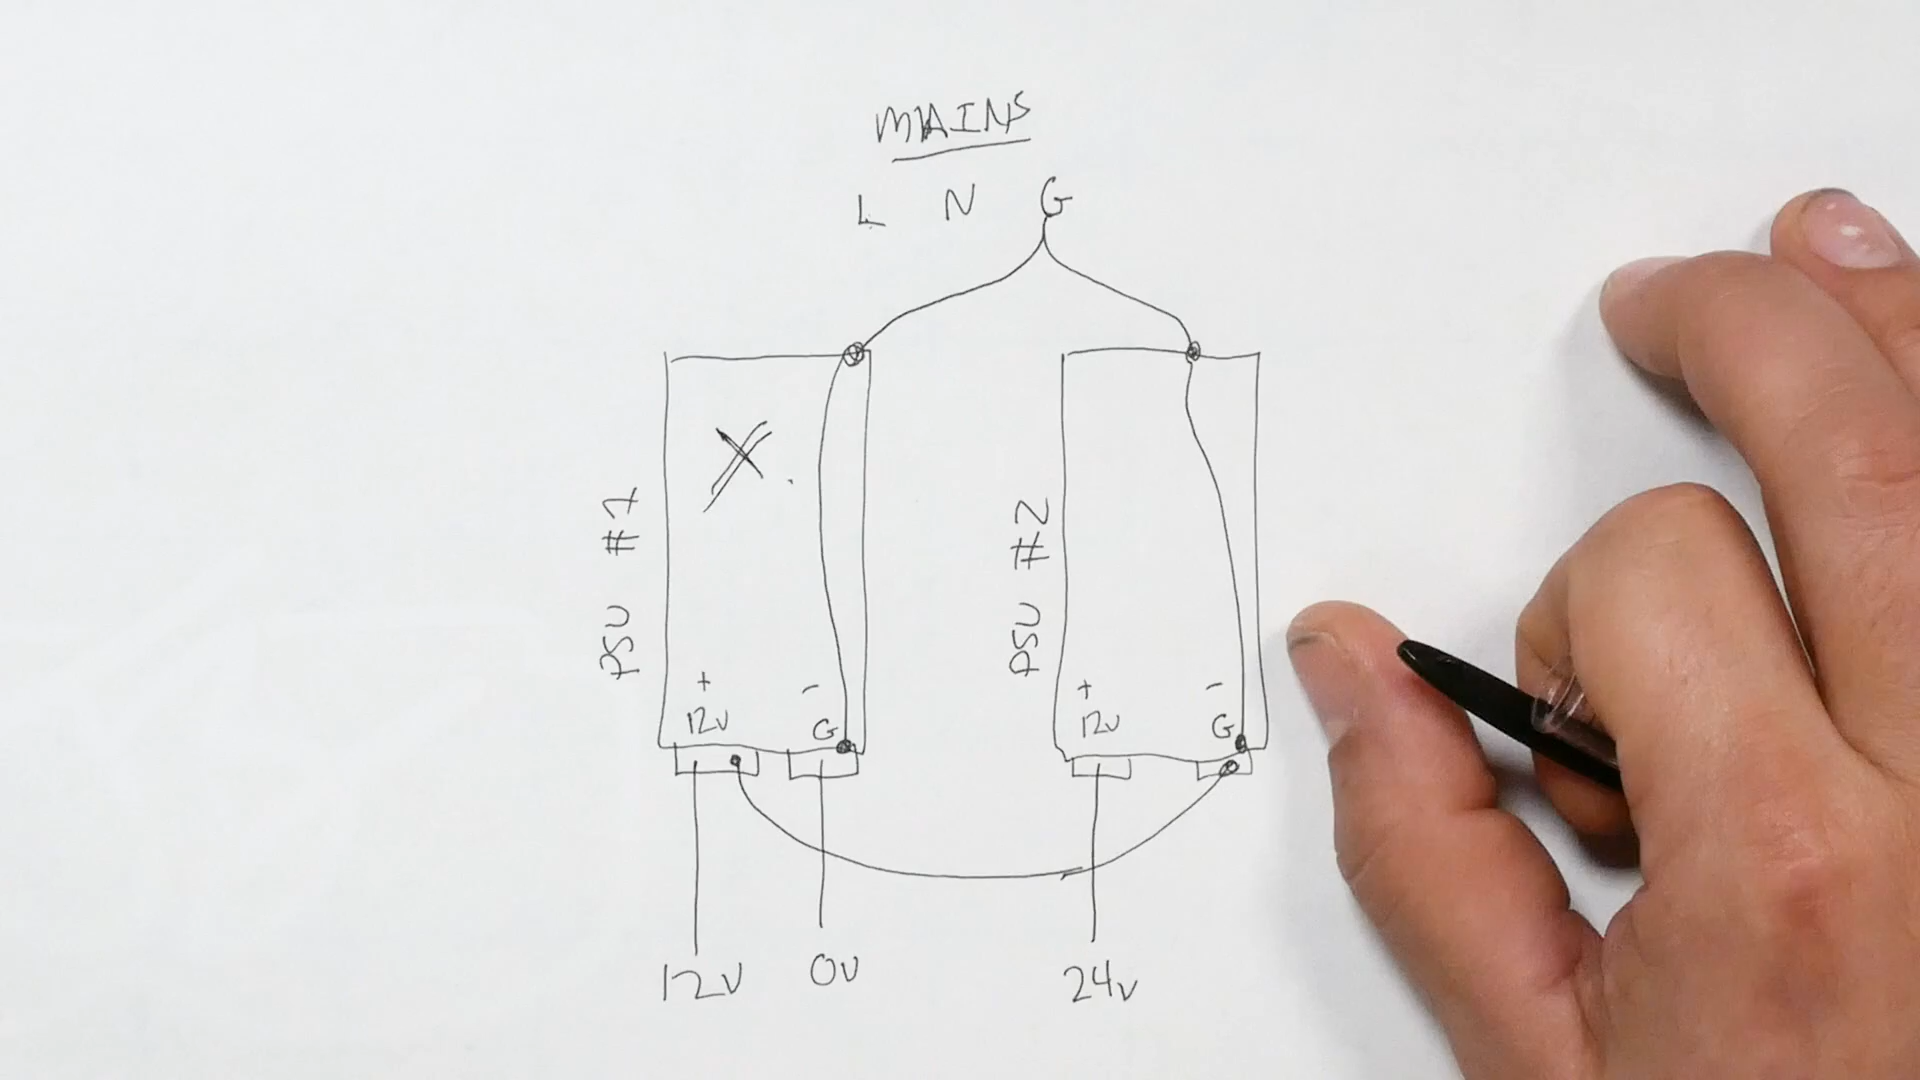 MAINS
L N G
PSU #1
PSU #2
+ -
12V G
+ -
12V G
12V 0V 24V